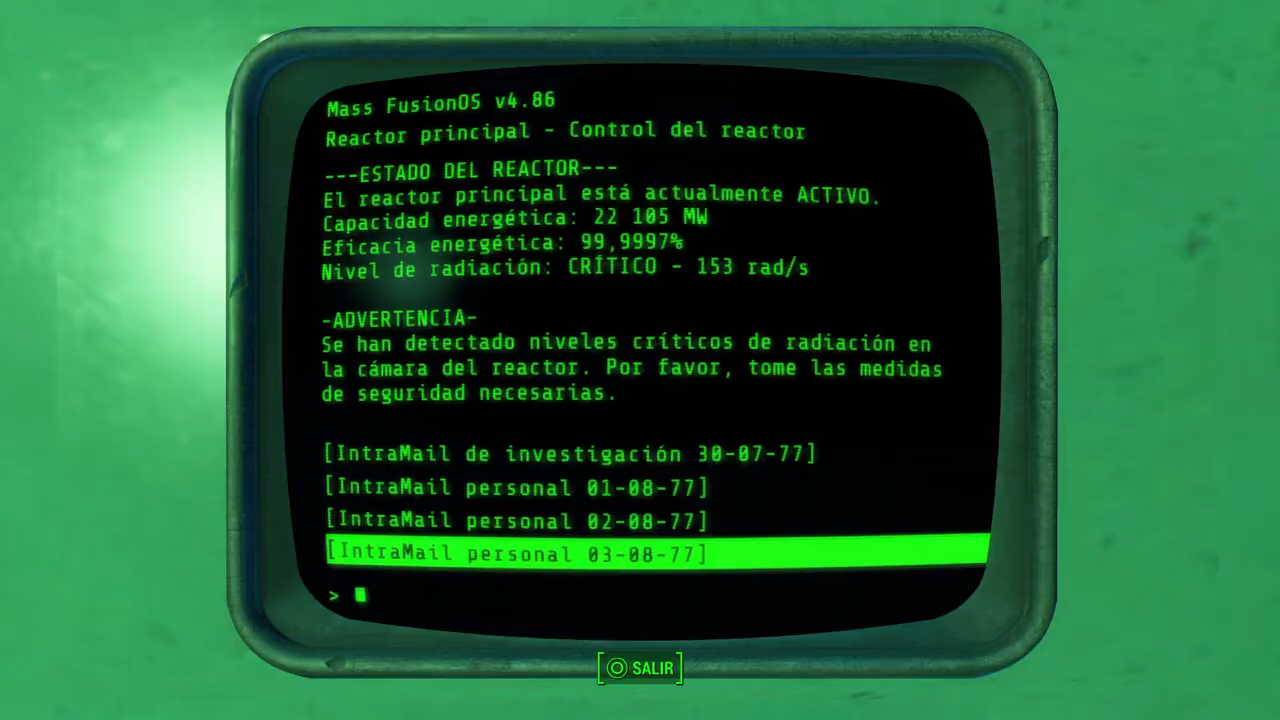 Mass FusionOS v4.86
Reactor principal - Control del reactor
---ESTADO DEL REACTOR---
El reactor principal está actualmente ACTIVO.
Capacidad energética: 22 105 MW
Eficacia energética: 99,9997%
Nivel de radiación: CRÍTICO - 153 rad/s
-ADVERTENCIA-
Se han detectado niveles críticos de radiación en
la cámara del reactor. Por favor, tome las medidas
de seguridad necesarias.
[IntraMail de investigación 30-07-77]
[IntraMail personal 01-08-77]
[IntraMail personal 02-08-77]
[IntraMail personal 03-08-77]
>
SALIR